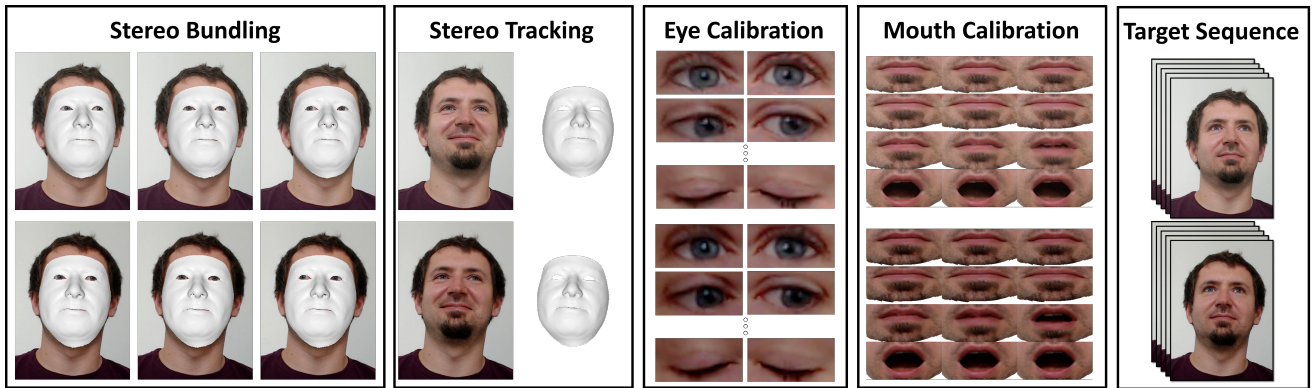 Stereo Bundling
Stereo Tracking
Eye Calibration
Mouth Calibration
Target Sequence